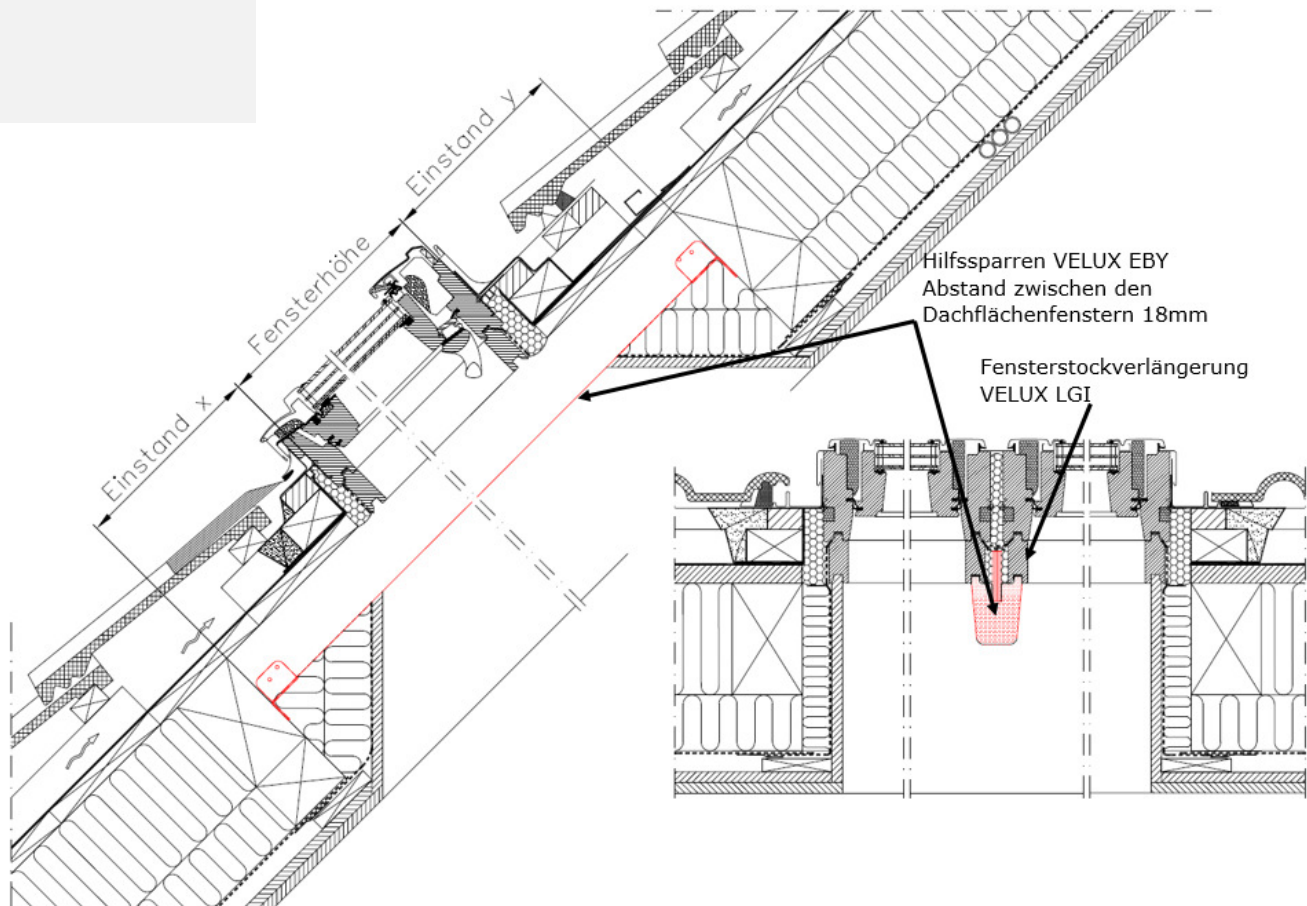 Einstand y
Fensterhöhe
Einstand x
Hilfssparren VELUX EBY
Abstand zwischen den
Dachflächenfenstern 18mm
Fensterstockverlängerung
VELUX LGI